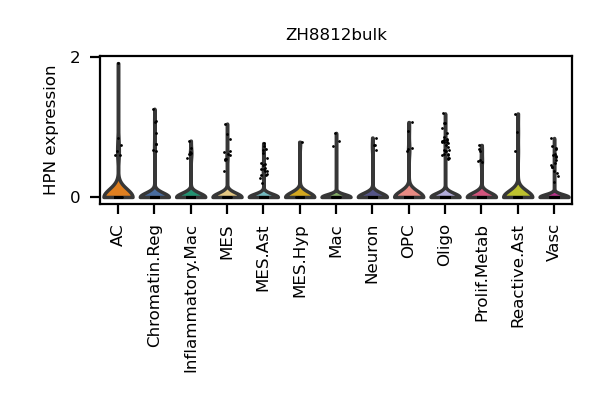 ZH8812bulk
HPN expression
2
0
AC
Chromatin.Reg
Inflammatory.Mac
MES
MES.Ast
MES.Hyp
Mac
Neuron
OPC
Oligo
Prolif.Metab
Reactive.Ast
Vasc